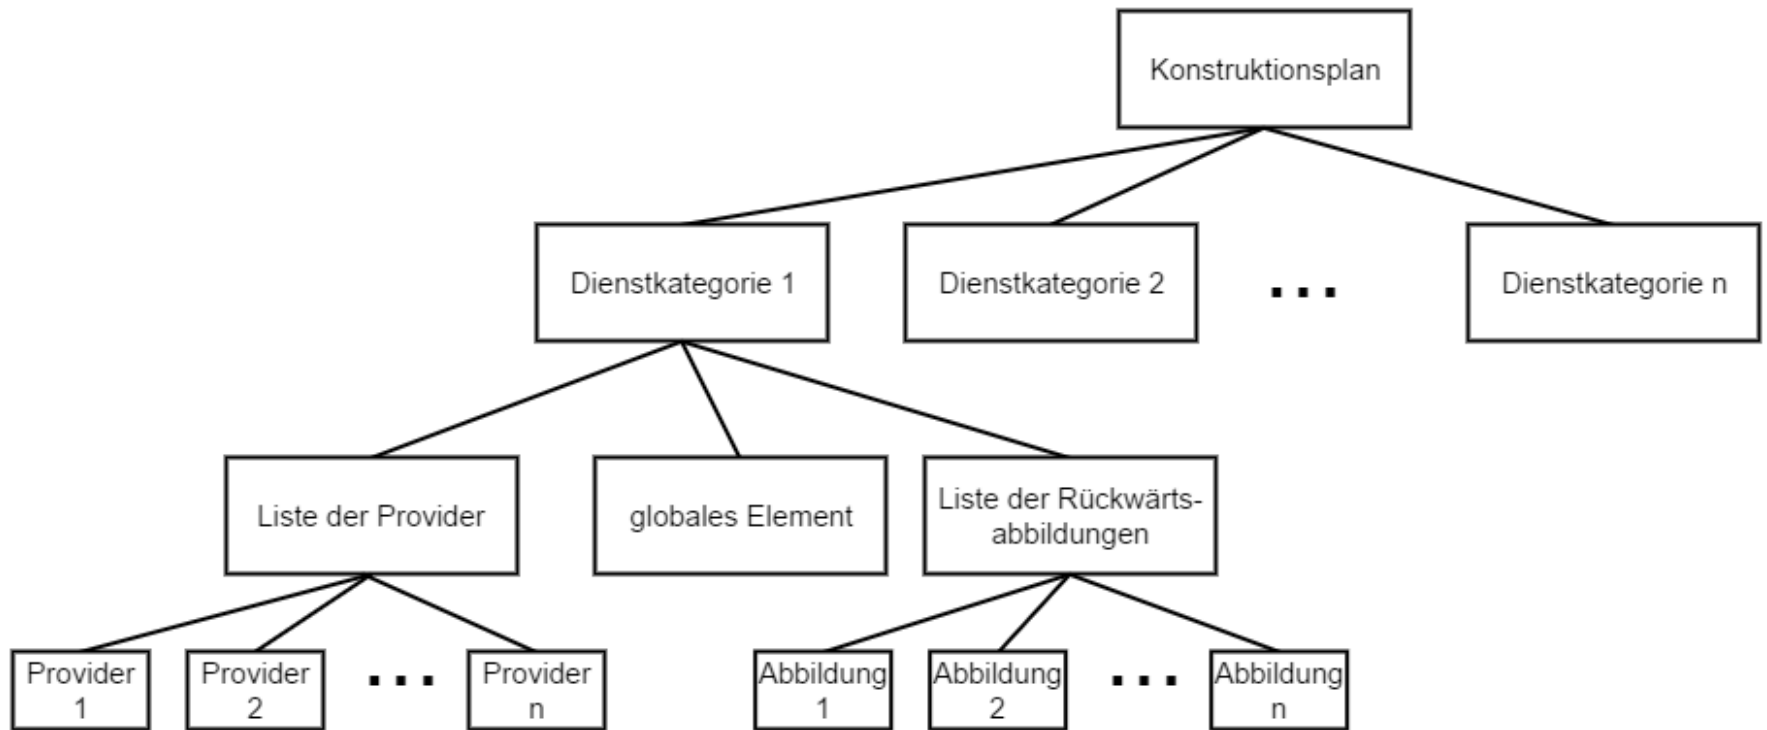 Konstruktionsplan
Dienstkategorie 1
Dienstkategorie 2
...
Dienstkategorie n
Liste der Provider
globales Element
Liste der Rückwärts-
abbildungen
Provider
1
Provider
2
...
Provider
n
Abbildung
1
Abbildung
2
...
Abbildung
n